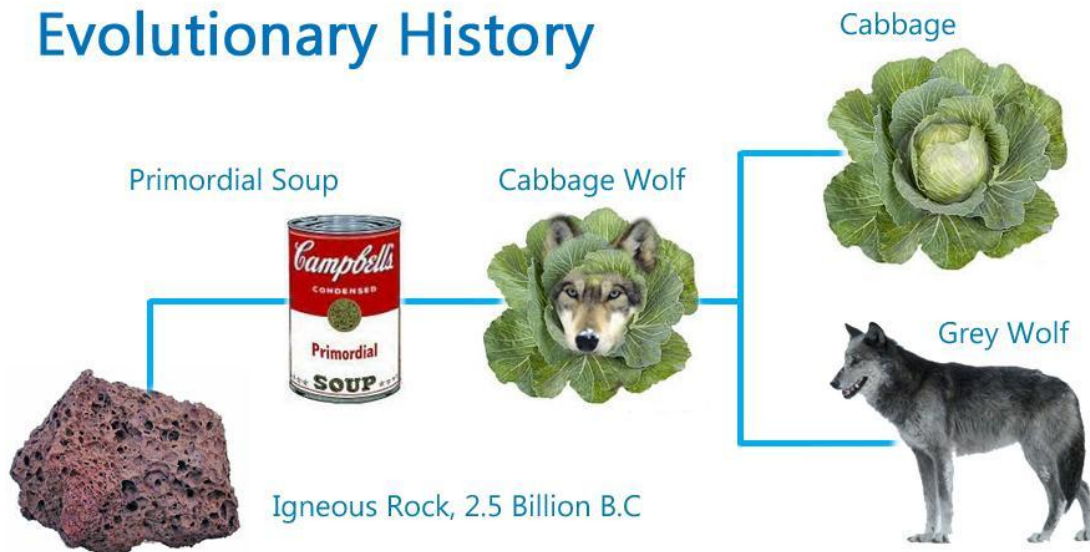 Evolutionary History
Cabbage
Primordial Soup
Cabbage Wolf
Campbell's
CONDENSED
Primordial
SOUP
Grey Wolf
Igneous Rock, 2.5 Billion B.C